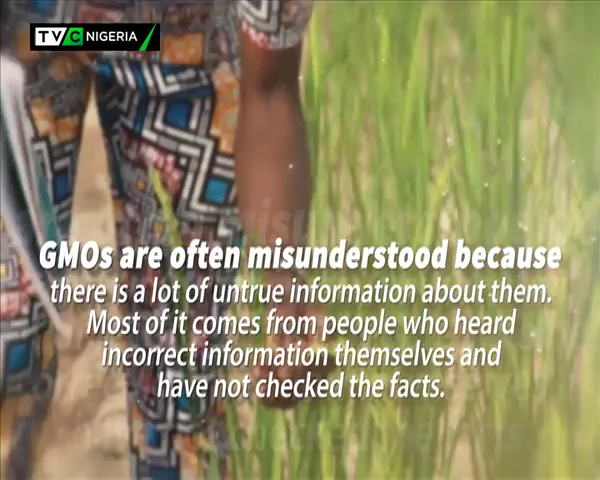 TVC NIGERIA
GMOs are often misunderstood because
there is a lot of untrue information about them.
Most of it comes from people who heard
incorrect information themselves and
have not checked the facts.